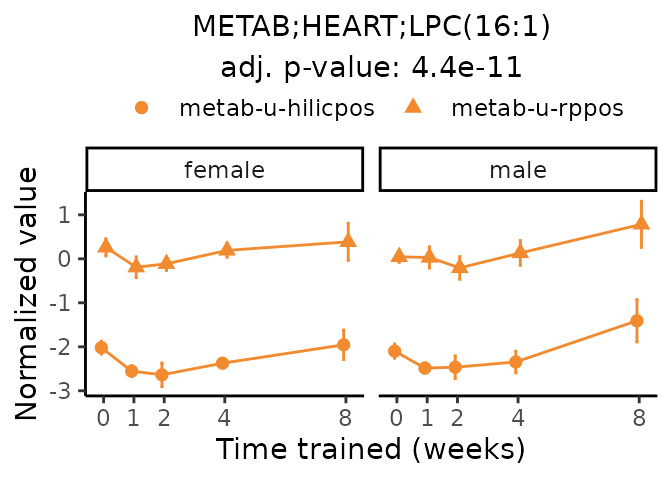 METAB;HEART;LPC(16:1)
adj. p-value: 4.4e-11
metab-u-hilicpos metab-u-rppos
female male
Normalized value
1
0
-1
-2
-3
0 1 2 4 8 0 1 2 4 8
Time trained (weeks)